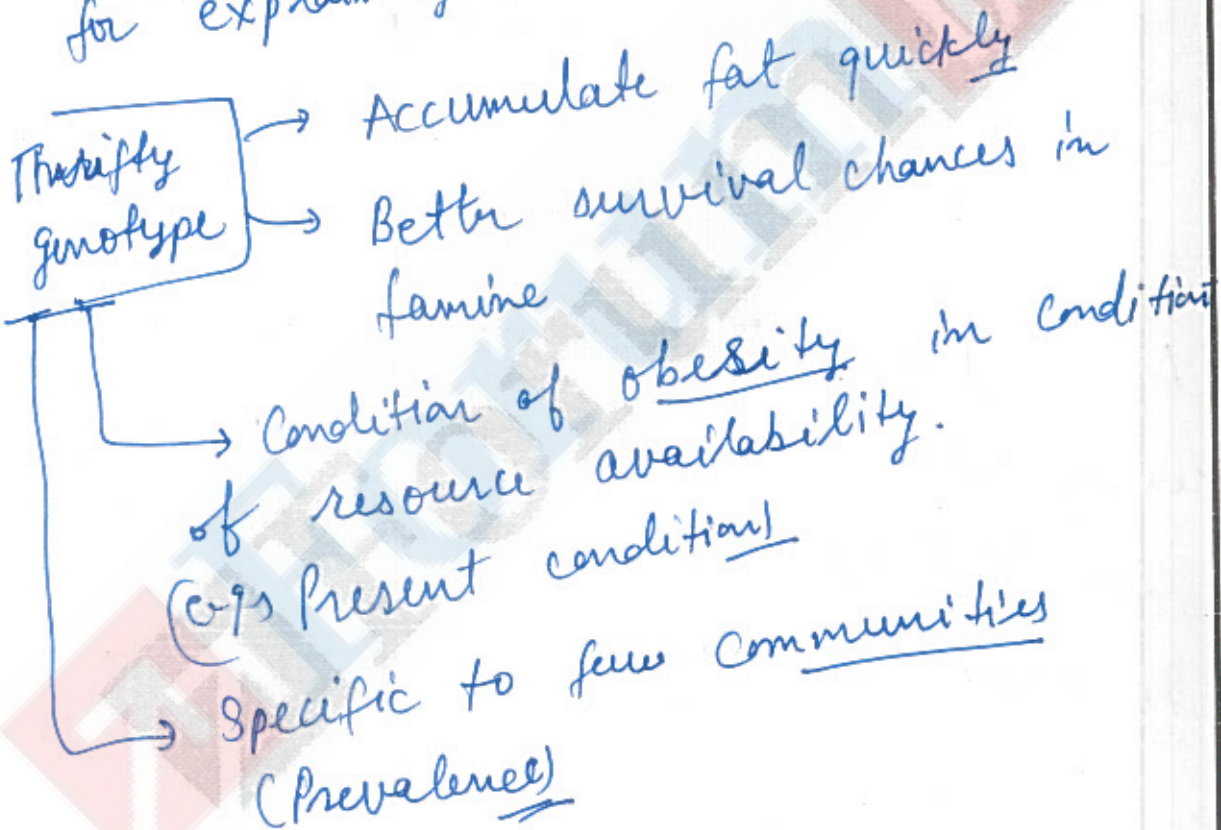 for
Thrifty
genotype
→ Accumulate fat quickly
→ Better survival chances in
famine
→ Condition of obesity in condition
of resource availability.
(e.g. Present condition)
→ Specific to few communities
(Prevalence)
Forum